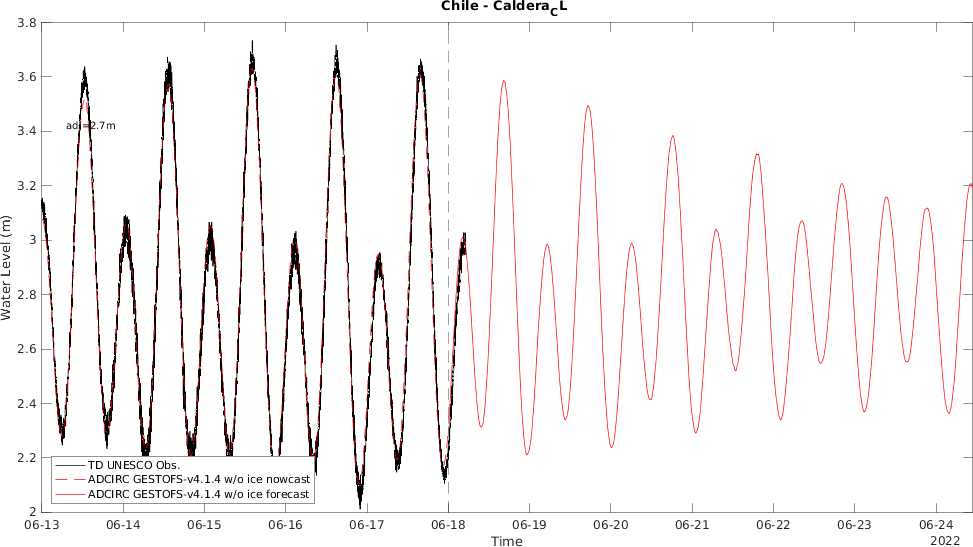 Chile - Caldera_CL
3.8
3.6
3.4
3.2
3
2.8
2.6
2.4
2.2
2
Water Level (m)
adj=2.7m
TD UNESCO Obs.
ADCIRC GESTOFS-v4.1.4 w/o ice nowcast
ADCIRC GESTOFS-v4.1.4 w/o ice forecast
06-13 06-14 06-15 06-16 06-17 06-18 06-19 06-20 06-21 06-22 06-23 06-24
Time
2022